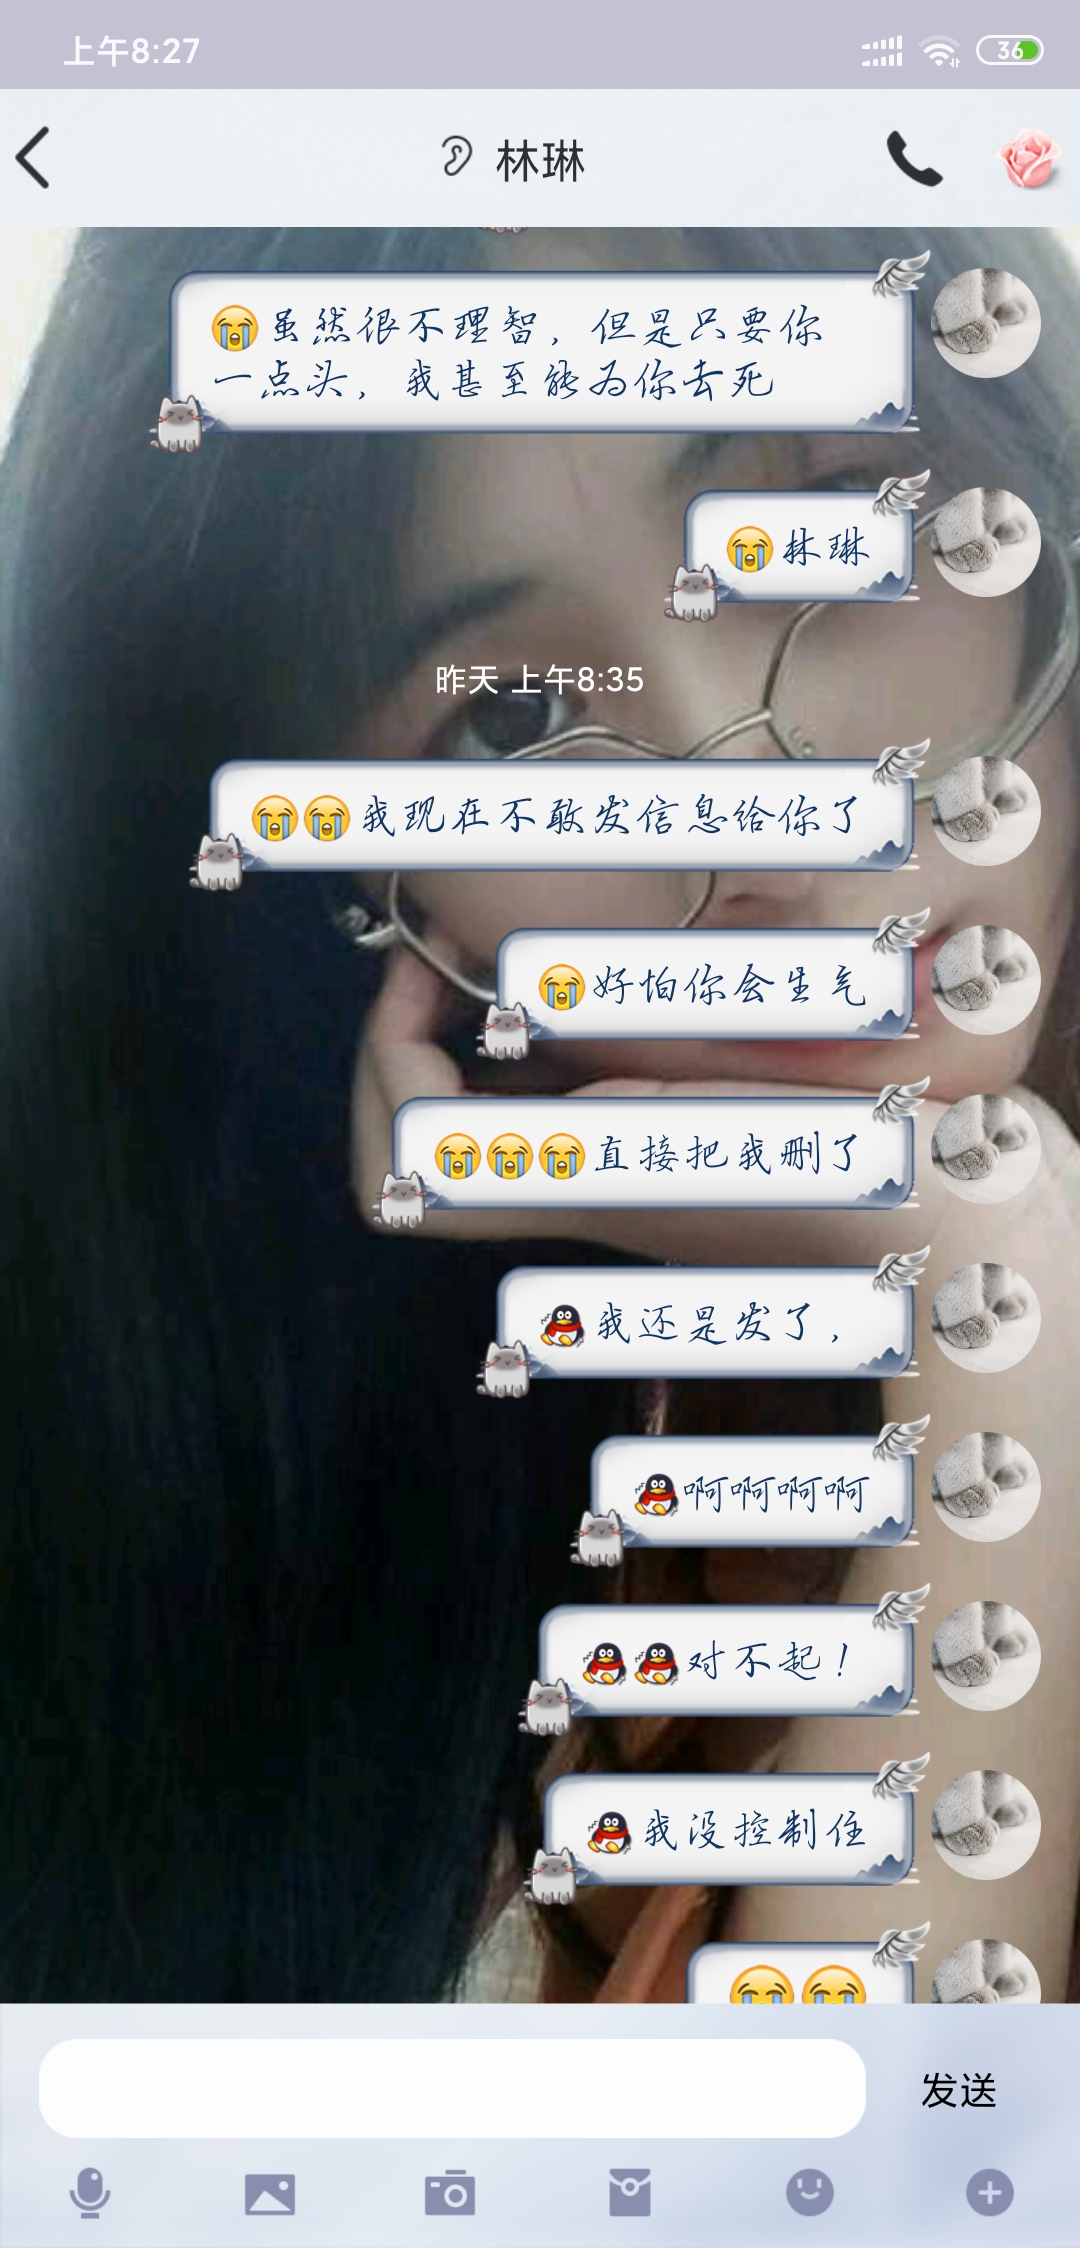 上午8:27
36
林琳
虽然很不理智，但是只要你
一点头，我甚至能为你去死
林琳
昨天 上午8:35
我现在不敢发信息给你了
好怕你会生气
直接把我删了
我还是发了，
啊啊啊啊
对不起！
我没控制住
发送